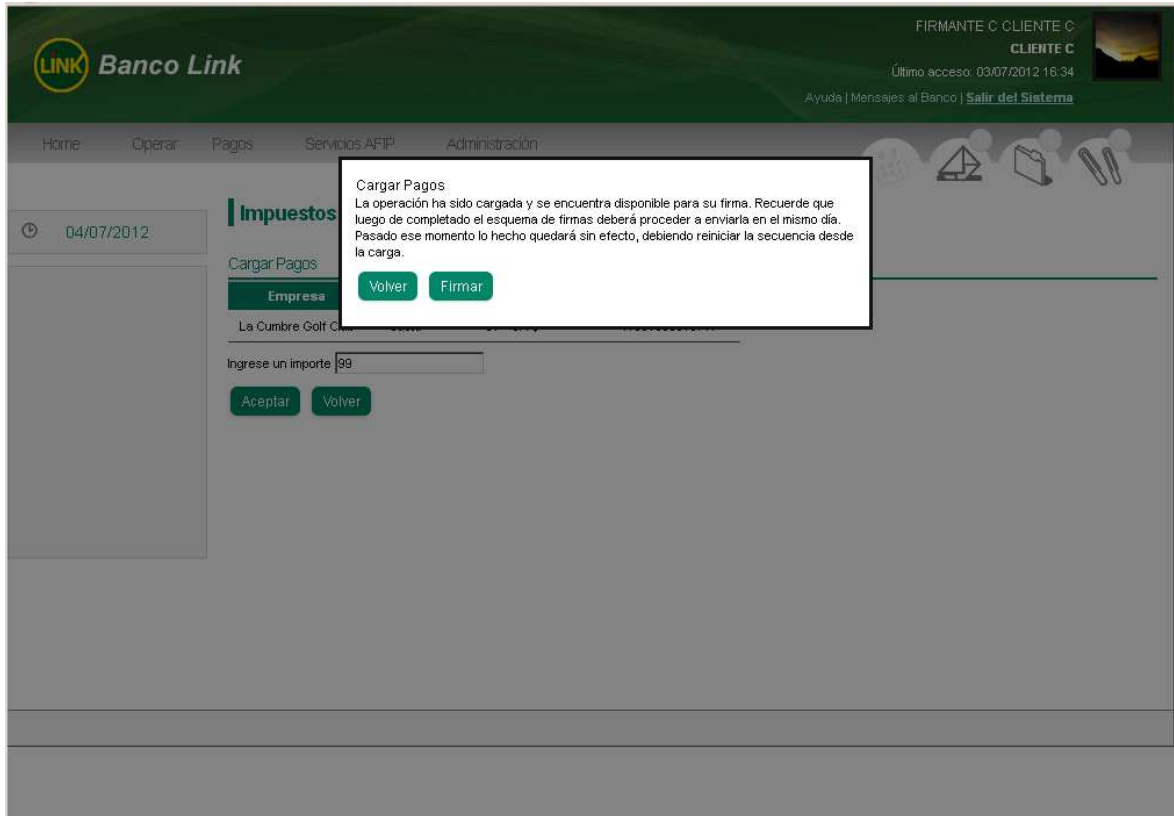 LINK Banco Link
FIRMANTE C CLIENTE C
CLIENTE C
Último acceso: 03/07/2012 16:34
Ayuda | Mensajes al Banco | Salir del Sistema
Home Operar Pagos Servicios AFIP Administración
04/07/2012
Impuestos
Cargar Pagos
La operación ha sido cargada y se encuentra disponible para su firma. Recuerde que
luego de completado el esquema de firmas deberá proceder a enviarla en el mismo día.
Pasado ese momento lo hecho quedará sin efecto, debiendo reiniciar la secuencia desde
la carga.
Volver Firmar
Cargar Pagos
Empresa
La Cumbre Golf
Ingrese un importe 99
Aceptar Volver